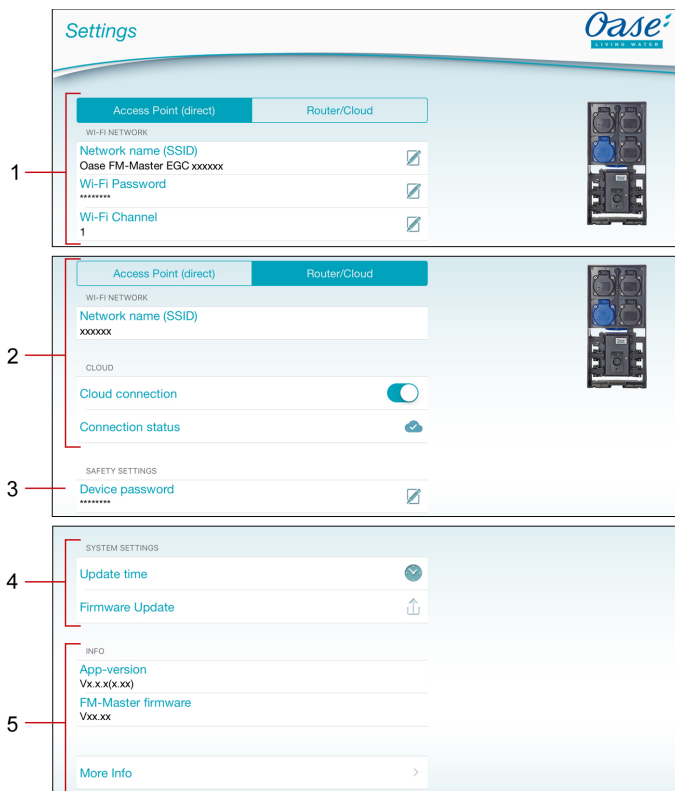 Settings
Oase
LIVING WATER
1
Access Point (direct) Router/Cloud
WI-FI NETWORK
Network name (SSID)
Oase FM-Master EGC xxxxxx
Wi-Fi Password
********
Wi-Fi Channel
1
2
Access Point (direct) Router/Cloud
WI-FI NETWORK
Network name (SSID)
xxxxxx
CLOUD
Cloud connection
Connection status
SAFETY SETTINGS
3
Device password
********
SYSTEM SETTINGS
4
Update time
Firmware Update
INFO
App-version
Vx.x.x(x.xx)
FM-Master firmware
Vxx.xx
5
More Info